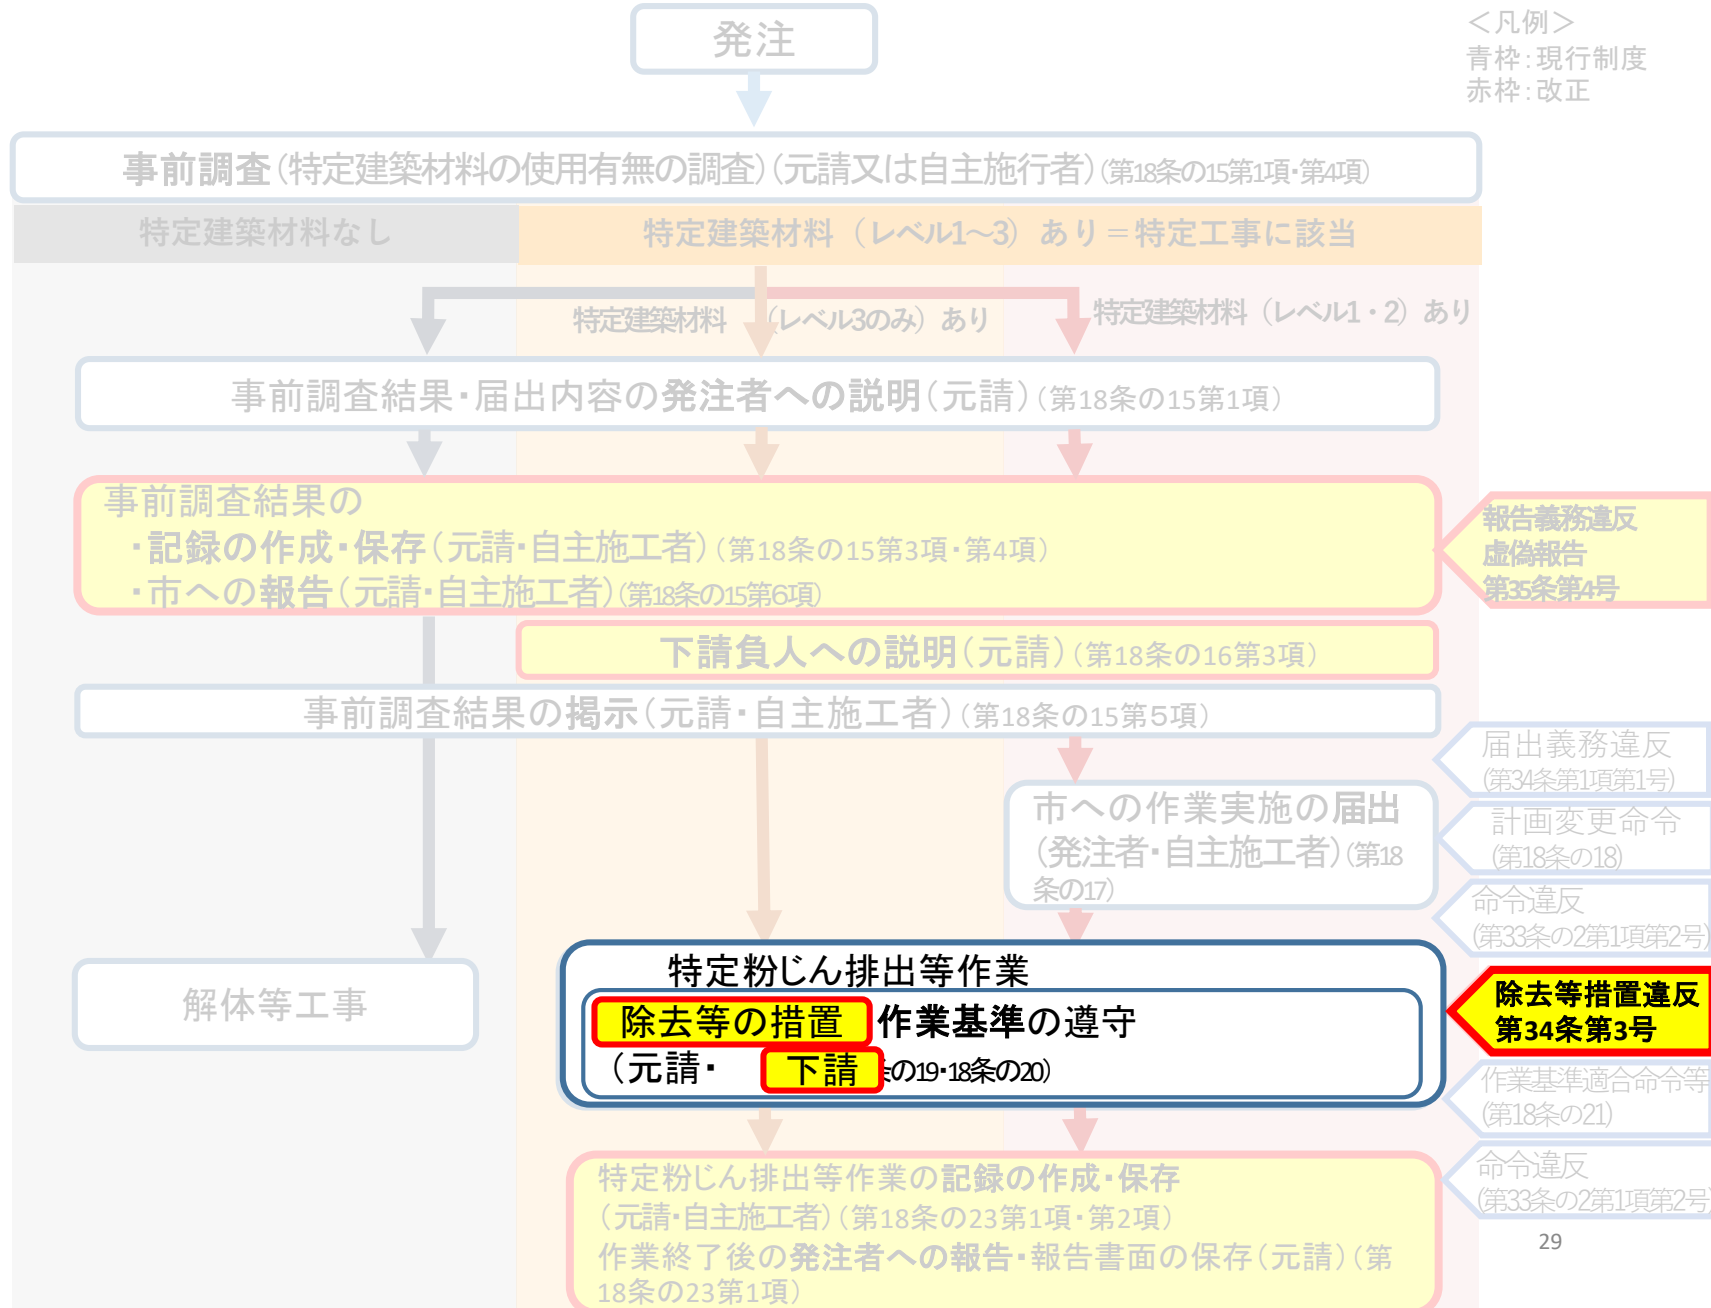 発注
＜凡例＞
青枠：現行制度
赤枠：改正
事前調査（特定建築材料の使用有無の調査）（元請又は自主施行者）（第18条の15第1項・第4項）
特定建築材料なし
特定建築材料（レベル1～3）あり＝特定工事に該当
特定建築材料（レベル3のみ）あり
特定建築材料（レベル1・2）あり
事前調査結果・届出内容の発注者への説明（元請）（第18条の15第1項）
事前調査結果の
・記録の作成・保存（元請・自主施工者）（第18条の15第3項・第4項）
・市への報告（元請・自主施工者）（第18条の15第6項）
報告義務違反
虚偽報告
第35条第4号
下請負人への説明（元請）（第18条の16第3項）
事前調査結果の掲示（元請・自主施工者）（第18条の15第5項）
届出義務違反
（第34条第1項第1号）
市への作業実施の届出
（発注者・自主施工者）（第18
条の17）
計画変更命令
（第18条の18）
命令違反
（第33条の2第1項第2号）
解体等工事
特定粉じん排出等作業
除去等の措置 作業基準の遵守
（元請・ 下請 の19・18条の20）
除去等措置違反
第34条第3号
作業基準適合命令等
（第18条の21）
命令違反
（第33条の2第1項第2号）
特定粉じん排出等作業の記録の作成・保存
（元請・自主施工者）（第18条の23第1項・第2項）
作業終了後の発注者への報告・報告書面の保存（元請）（第
18条の23第1項）
29